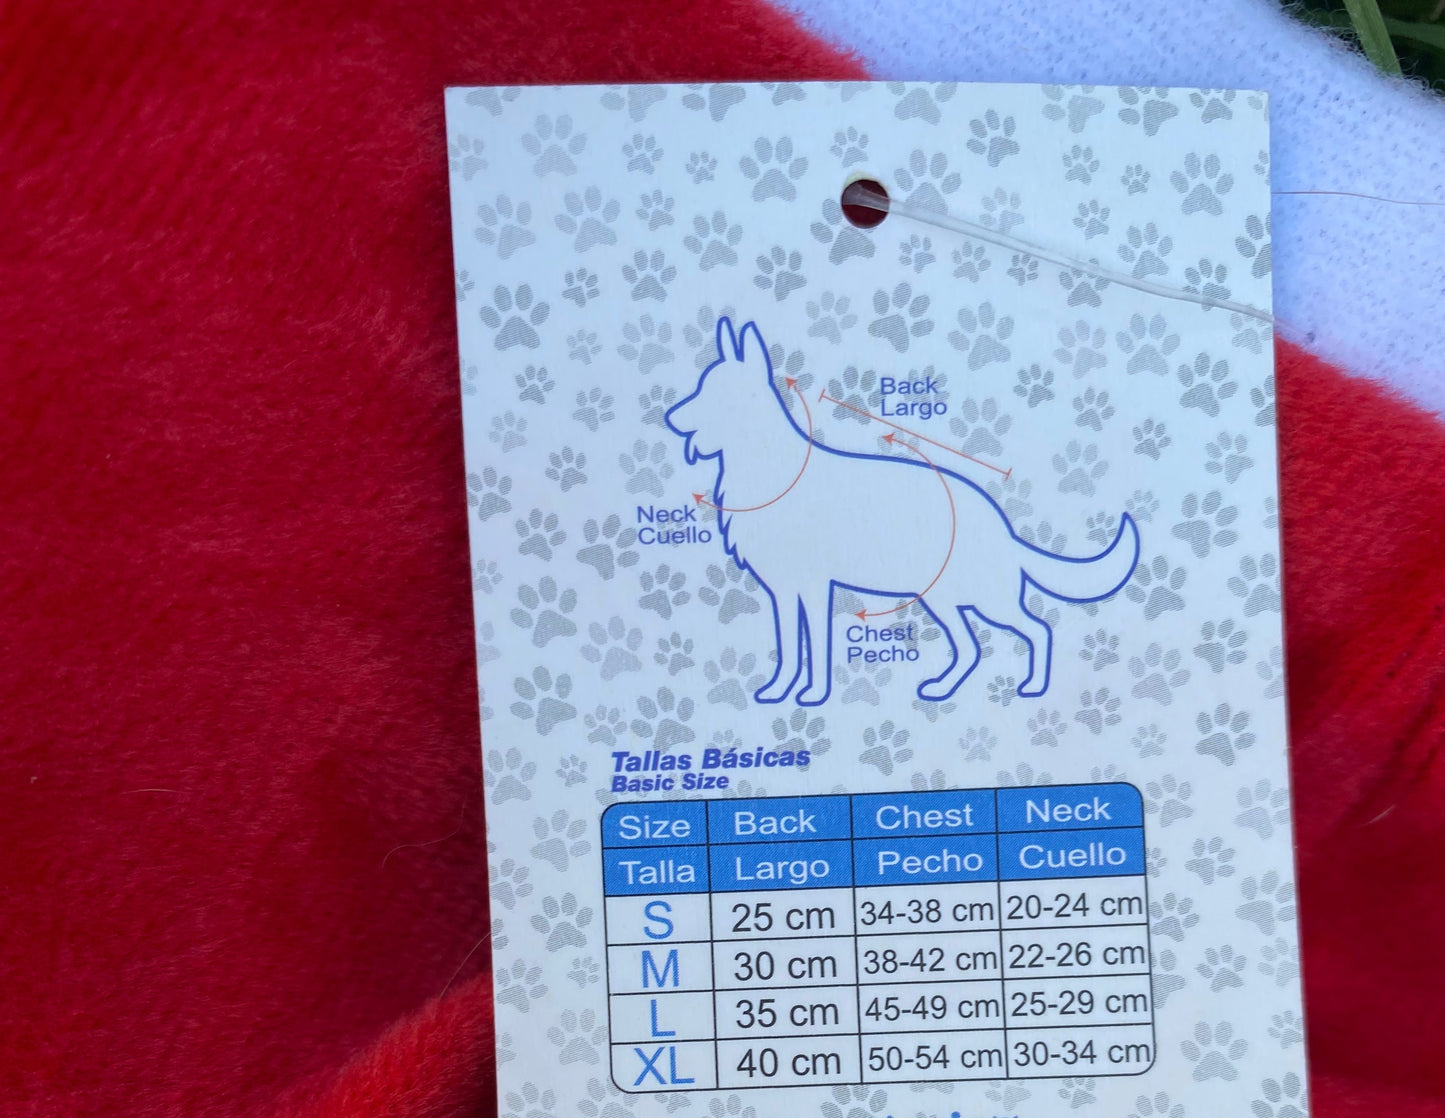 Back
Largo
Neck
Cuello
Chest
Pecho
Tallas Básicas
Basic Size
Size Back Chest Neck
Talla Largo Pecho Cuello
S 25 cm 34-38 cm 20-24 cm
M 30 cm 38-42 cm 22-26 cm
L 35 cm 45-49 cm 25-29 cm
XL 40 cm 50-54 cm 30-34 cm